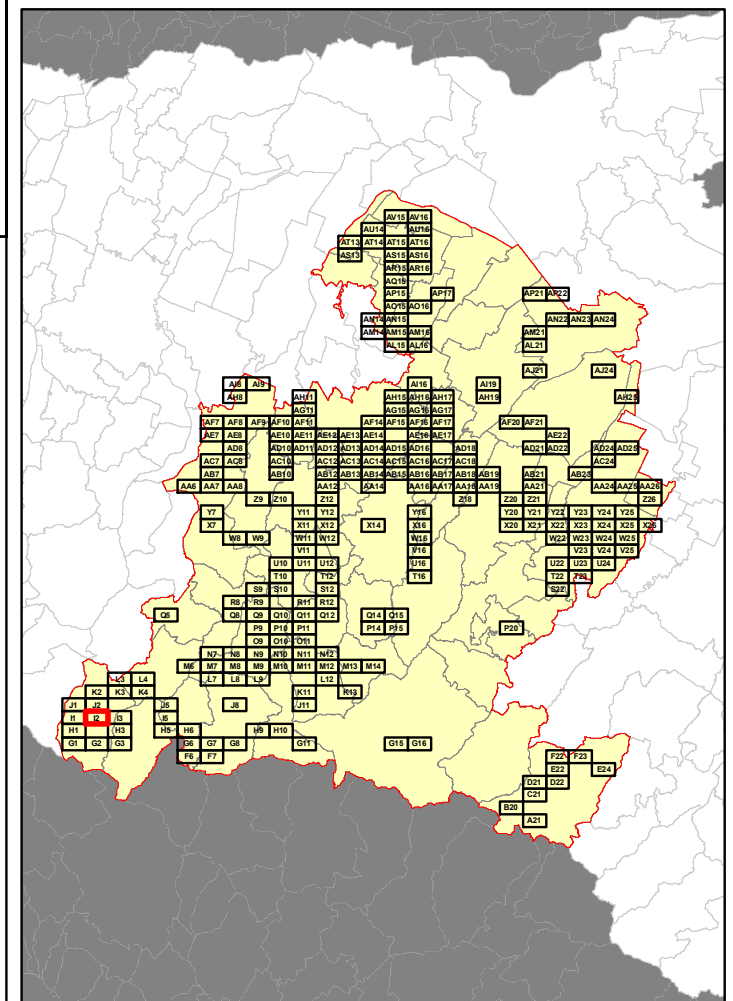 AV15 AV16
AU14 AU16
AT13 AT14 AT15 AT16
AS13 AS15 AS16
AR15 AR16
AQ15
AP15 AP17 AP21 AP22
AO15 AO16
AN14 AN15 AN22 AN23 AN24
AM14 AM15 AM16 AM21
AL15 AL16 AL21
AJ21 AJ24
AI8 AI9 AI16 AI19
AH8 AH11 AH15 AH16 AH17 AH19 AH25
AG11 AG15 AG16 AG17
AF7 AF8 AF9 AF10 AF11 AF14 AF15 AF16 AF17 AF20 AF21
AE7 AE8 AE10 AE11 AE12 AE13 AE14 AE16 AE17 AE22
AD8 AD10 AD11 AD12 AD13 AD14 AD15 AD16 AD18 AD21 AD22 AD24 AD25
AC7 AC8 AC10 AC12 AC13 AC14 AC15 AC16 AC17 AC18 AC24
AB7 AB10 AB12 AB13 AB14 AB15 AB16 AB17 AB18 AB19 AB21 AB23
AA6 AA7 AA8 AA12 AA14 AA16 AA17 AA18 AA19 AA21 AA24 AA25 AA26
Z9 Z10 Z12 Z18 Z20 Z21 Z26
Y7 Y11 Y12 Y16 Y20 Y21 Y22 Y23 Y24 Y25
X7 X11 X12 X14 X16 X20 X21 X22 X23 X24 X25 X26
W8 W9 W11 W12 W16 W22 W23 W24 W25
V11 V16 V23 V24 V25
U10 U11 U12 U16 U22 U23 U24
T10 T12 T16 T22 T23
S9 S10 S12 S22
R8 R9 R11 R12
Q5 Q8 Q9 Q10 Q11 Q12 Q14 Q15
P9 P10 P11 P14 P15 P20
O9 O10 O11
N7 N8 N9 N10 N11 N12
M6 M7 M8 M9 M10 M11 M12 M13 M14
L3 L4 L7 L8 L9 L12
K2 K3 K4 K11 K13
J1 J2 J5 J8 J11
I1 I2 I3 I5
H1 H3 H5 H6 H9 H10
G1 G2 G3 G6 G7 G8 G11 G15 G16
F6 F7 F22 F23
E22 E24
D21 D22
C21
B20
A21